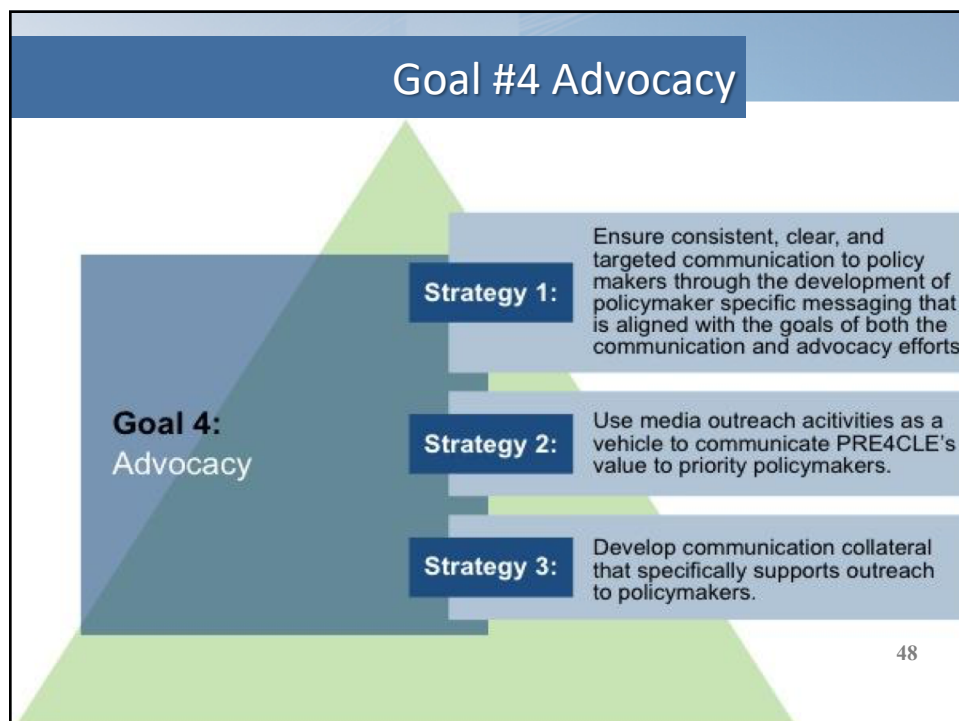 Goal #4 Advocacy
Goal 4:
Advocacy
Strategy 1:
Ensure consistent, clear, and
targeted communication to policy
makers through the development of
policymaker specific messaging that
is aligned with the goals of both the
communication and advocacy efforts
Strategy 2:
Use media outreach acitivities as a
vehicle to communicate PRE4CLE’s
value to priority policymakers.
Strategy 3:
Develop communication collateral
that specifically supports outreach
to policymakers.
48